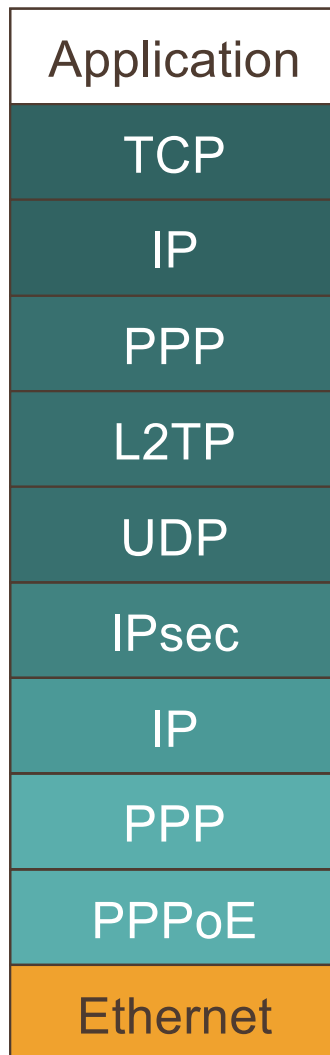 Application
TCP
IP
PPP
L2TP
UDP
IPsec
IP
PPP
PPPoE
Ethernet